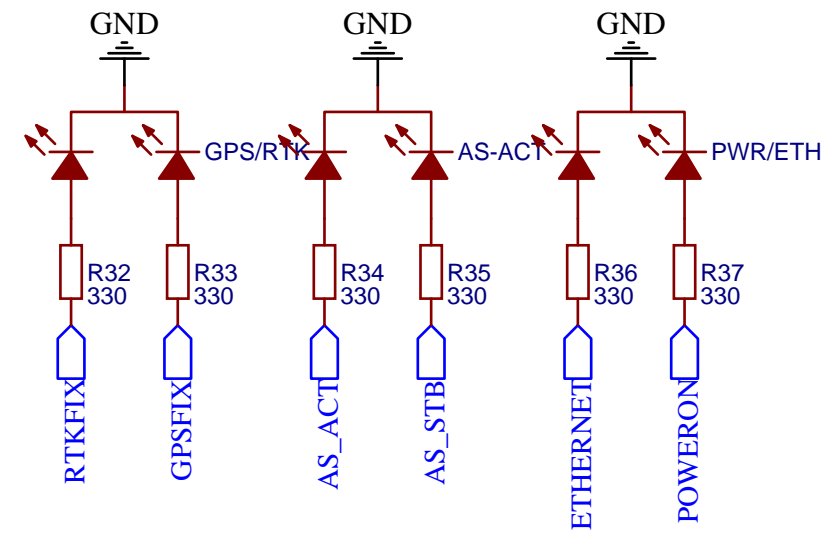 GND
GND
GND
GPS/RTK
AS-ACT
PWR/ETH
R32
330
R33
330
R34
330
R35
330
R36
330
R37
330
RTKFIX
GPSFIX
AS_ACT
AS_STB
ETHERNET
POWERON